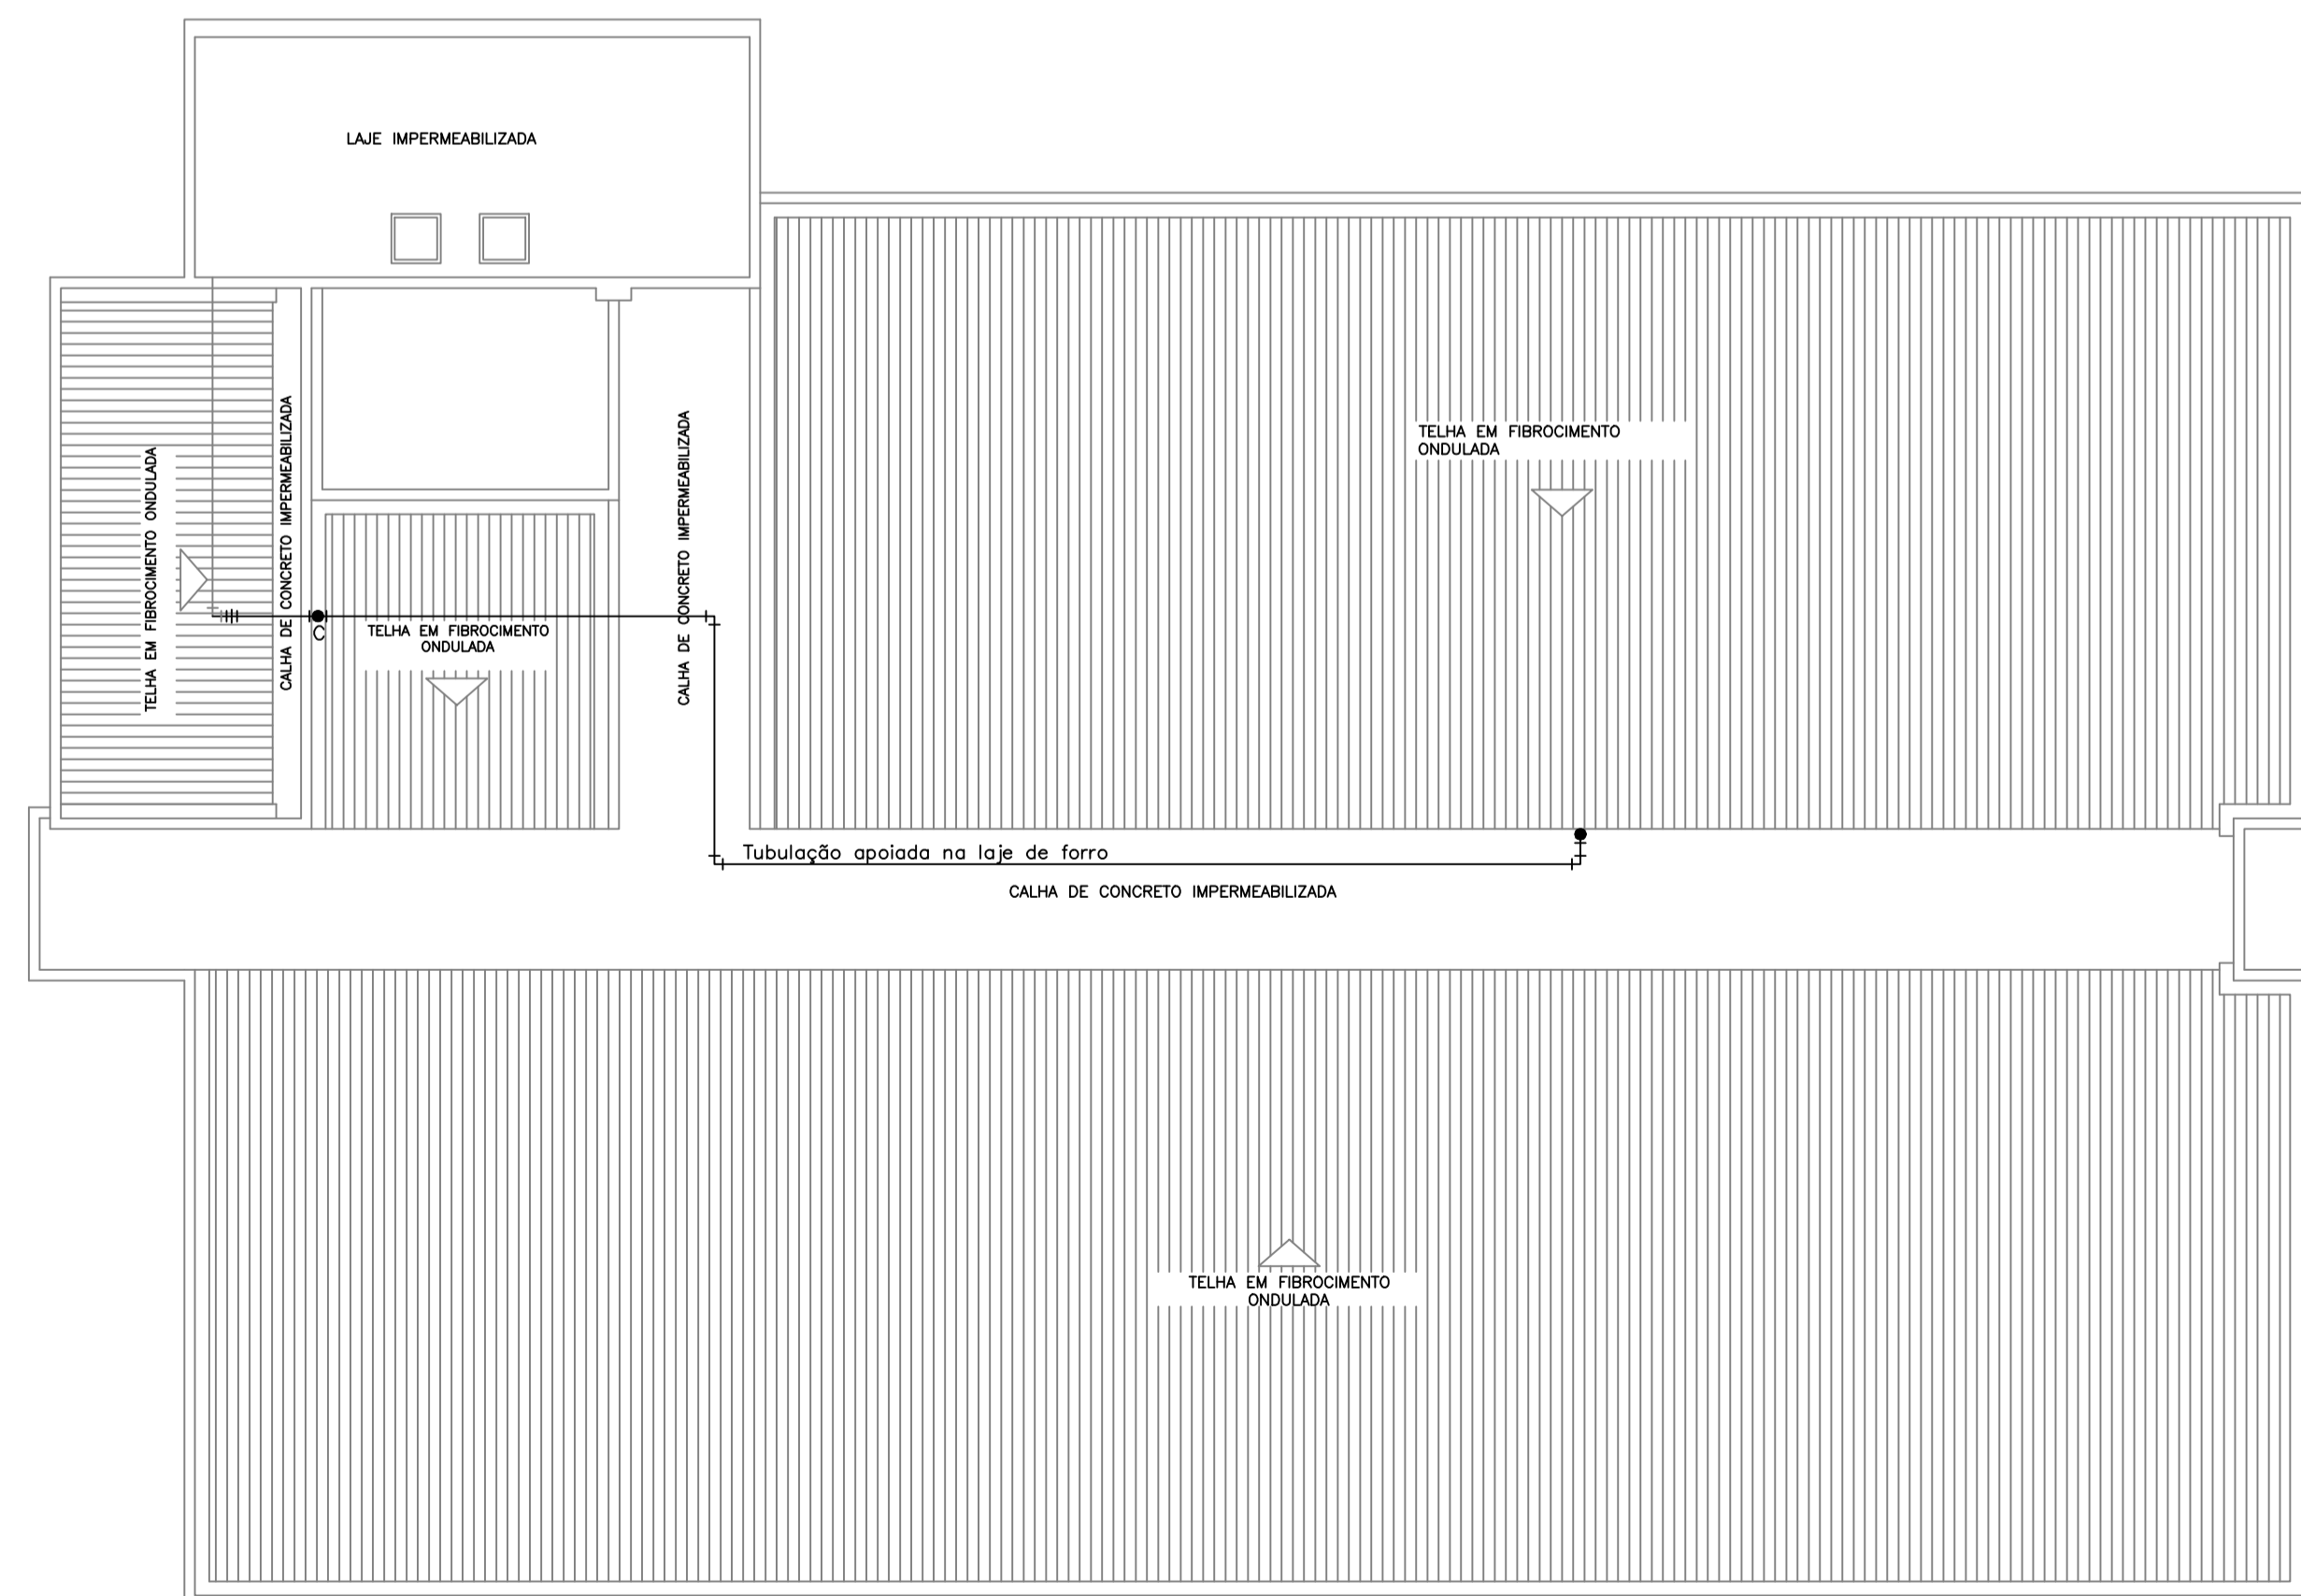 LAJE IMPERMEABILIZADA
TELHA EM FIBROCIMENTO ONDULADA
CALHA DE CONCRETO IMPERMEABILIZADA
CALHA DE CONCRETO IMPERMEABILIZADA
TELHA EM FIBROCIMENTO
ONDULADA
C
TELHA EM FIBROCIMENTO
ONDULADA
Tubulação apoiada na laje de forro
CALHA DE CONCRETO IMPERMEABILIZADA
TELHA EM FIBROCIMENTO
ONDULADA